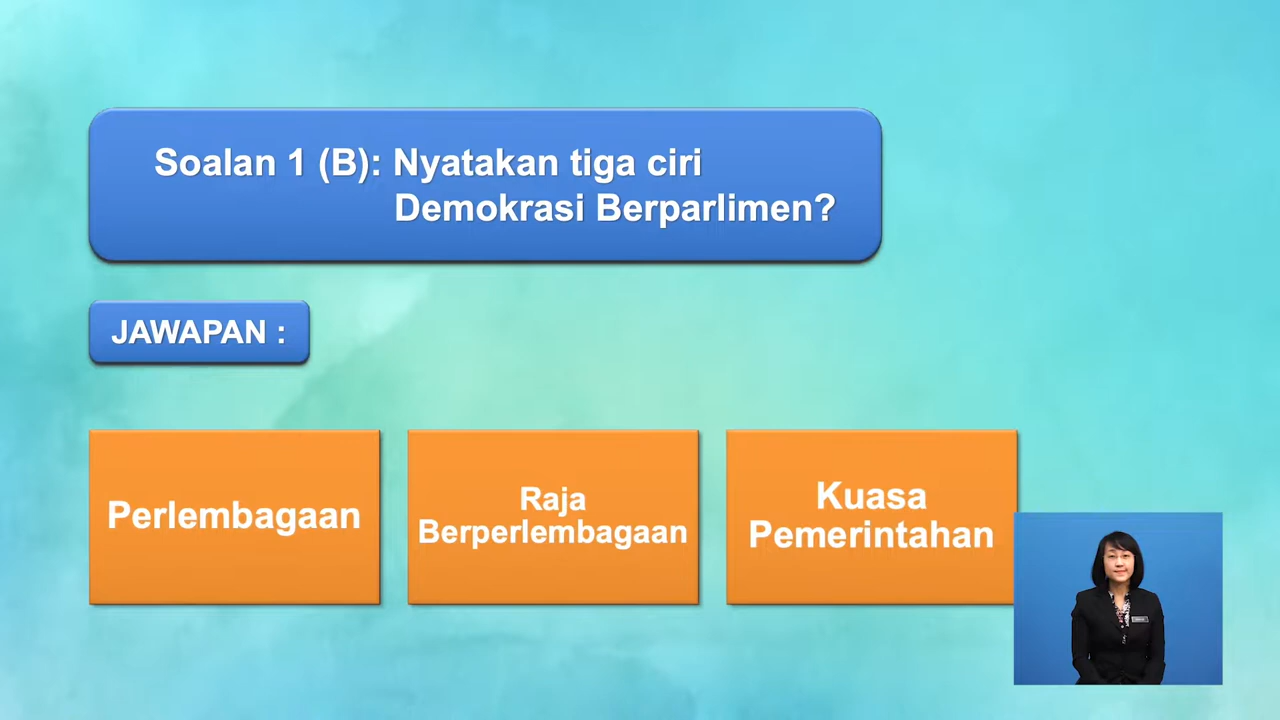 Soalan 1 (B): Nyatakan tiga ciri
Demokrasi Berparlimen?
JAWAPAN :
Perlembagaan
Raja
Berperlembagaan
Kuasa
Pemerintahan